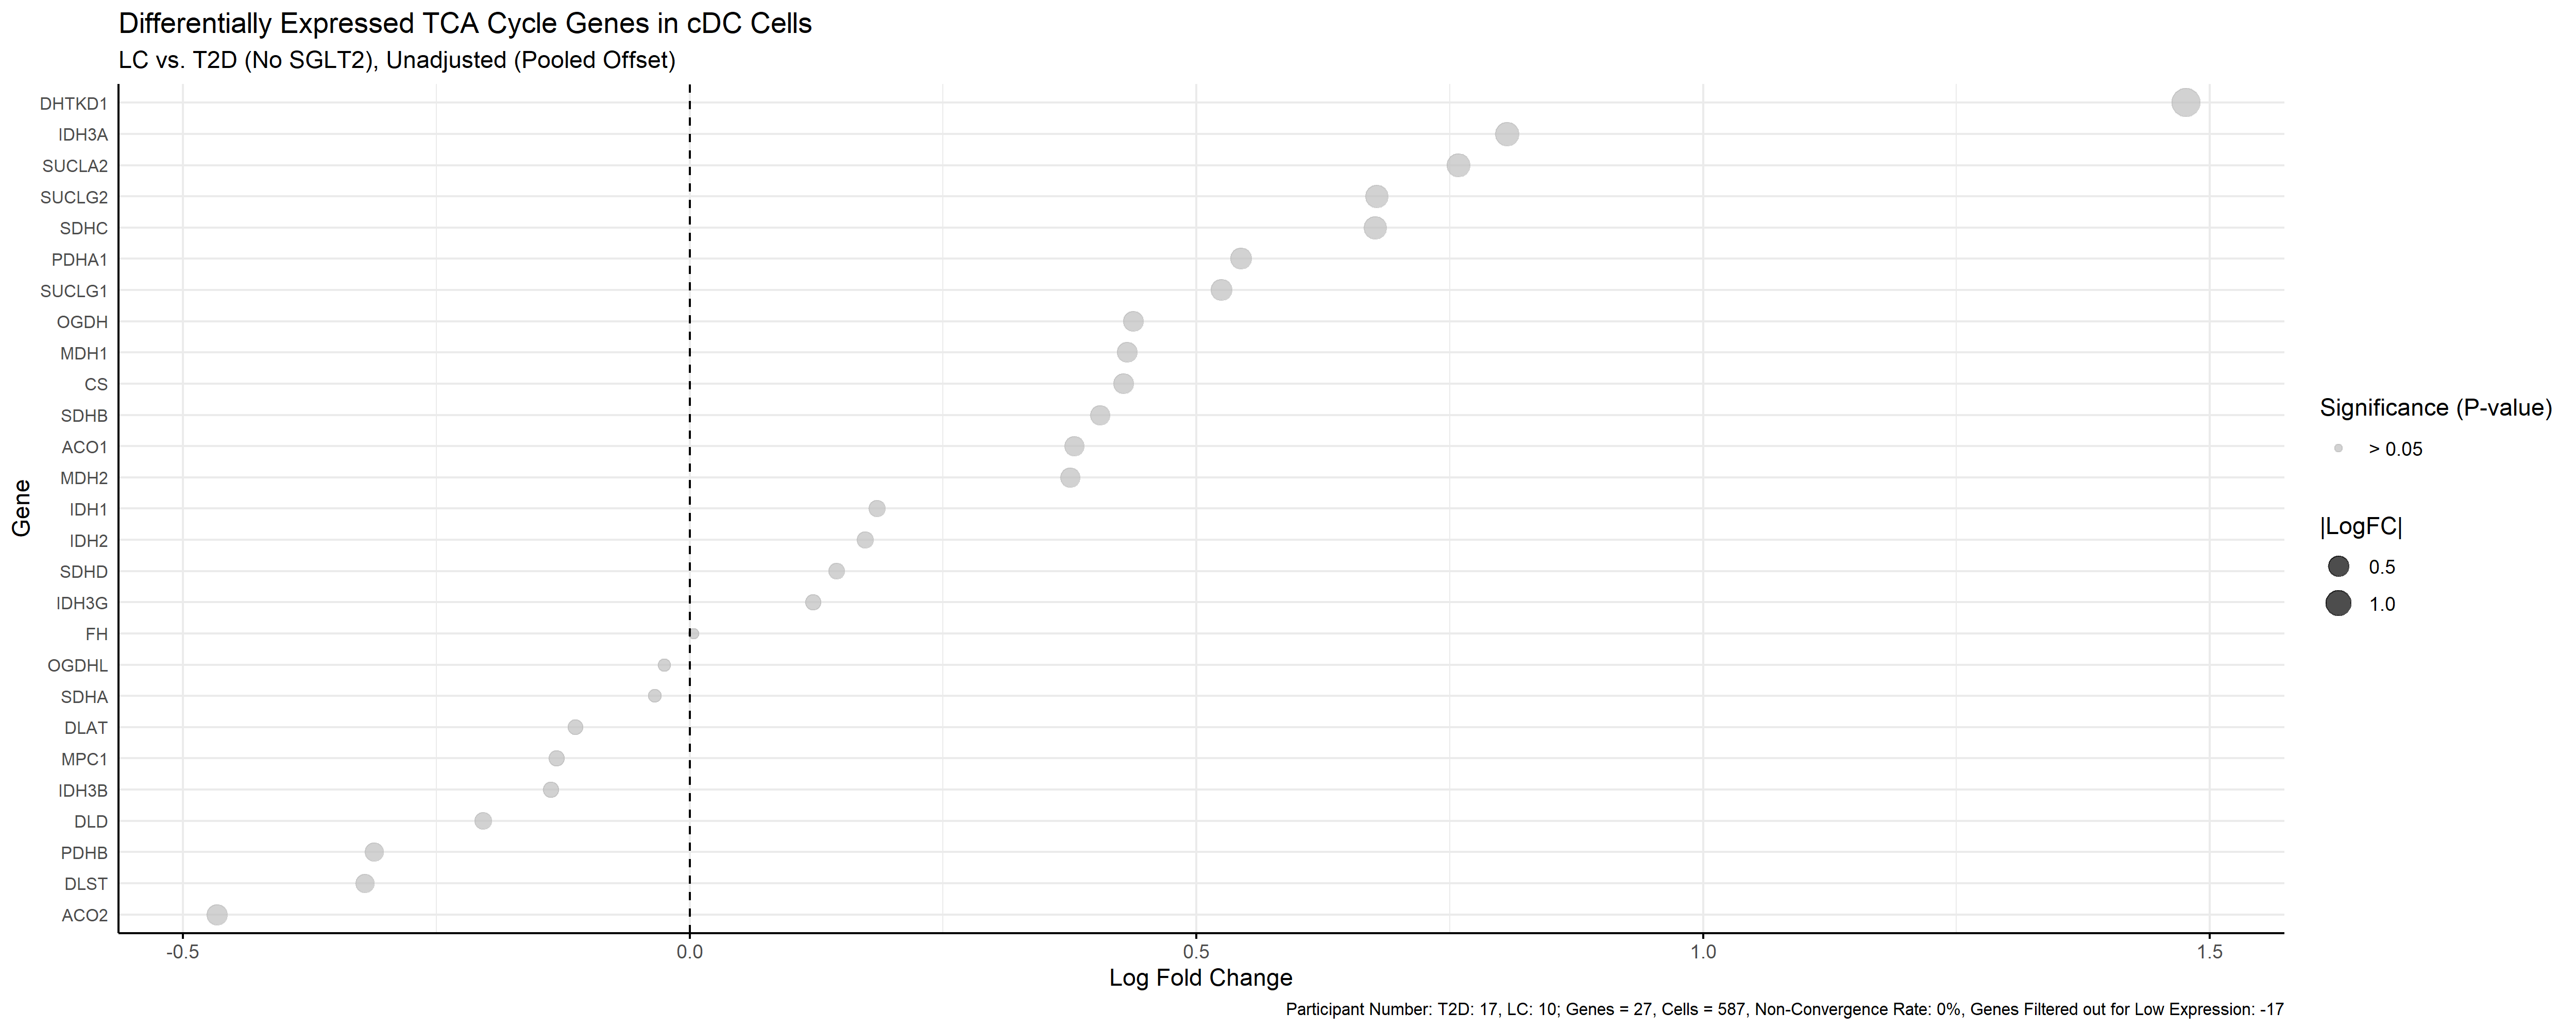 Differentially Expressed TCA Cycle Genes in cDC Cells
LC vs. T2D (No SGLT2), Unadjusted (Pooled Offset)
Gene
DHTKD1
IDH3A
SUCLA2
SUCLG2
SDHC
PDHA1
SUCLG1
OGDH
MDH1
CS
SDHB
ACO1
MDH2
IDH1
IDH2
SDHD
IDH3G
FH
OGDHL
SDHA
DLAT
MPC1
IDH3B
DLD
PDHB
DLST
ACO2
-0.5 0.0 0.5 1.0 1.5
Log Fold Change
Significance (P-value)
> 0.05
|LogFC|
0.5
1.0
Participant Number: T2D: 17, LC: 10; Genes = 27, Cells = 587, Non-Convergence Rate: 0%, Genes Filtered out for Low Expression: -17